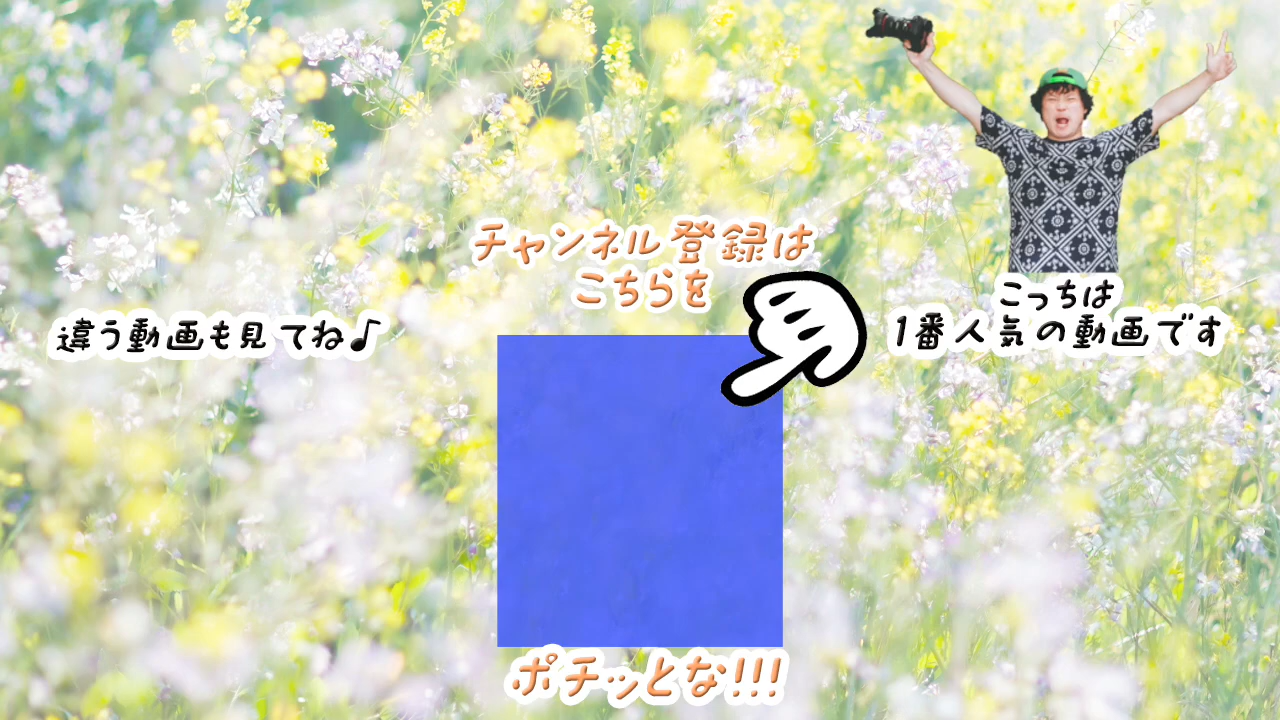 チャンネル登録は
こちらを
違う動画も見てね♪
こっちは
1番人気の動画です
ポチッとな!!!